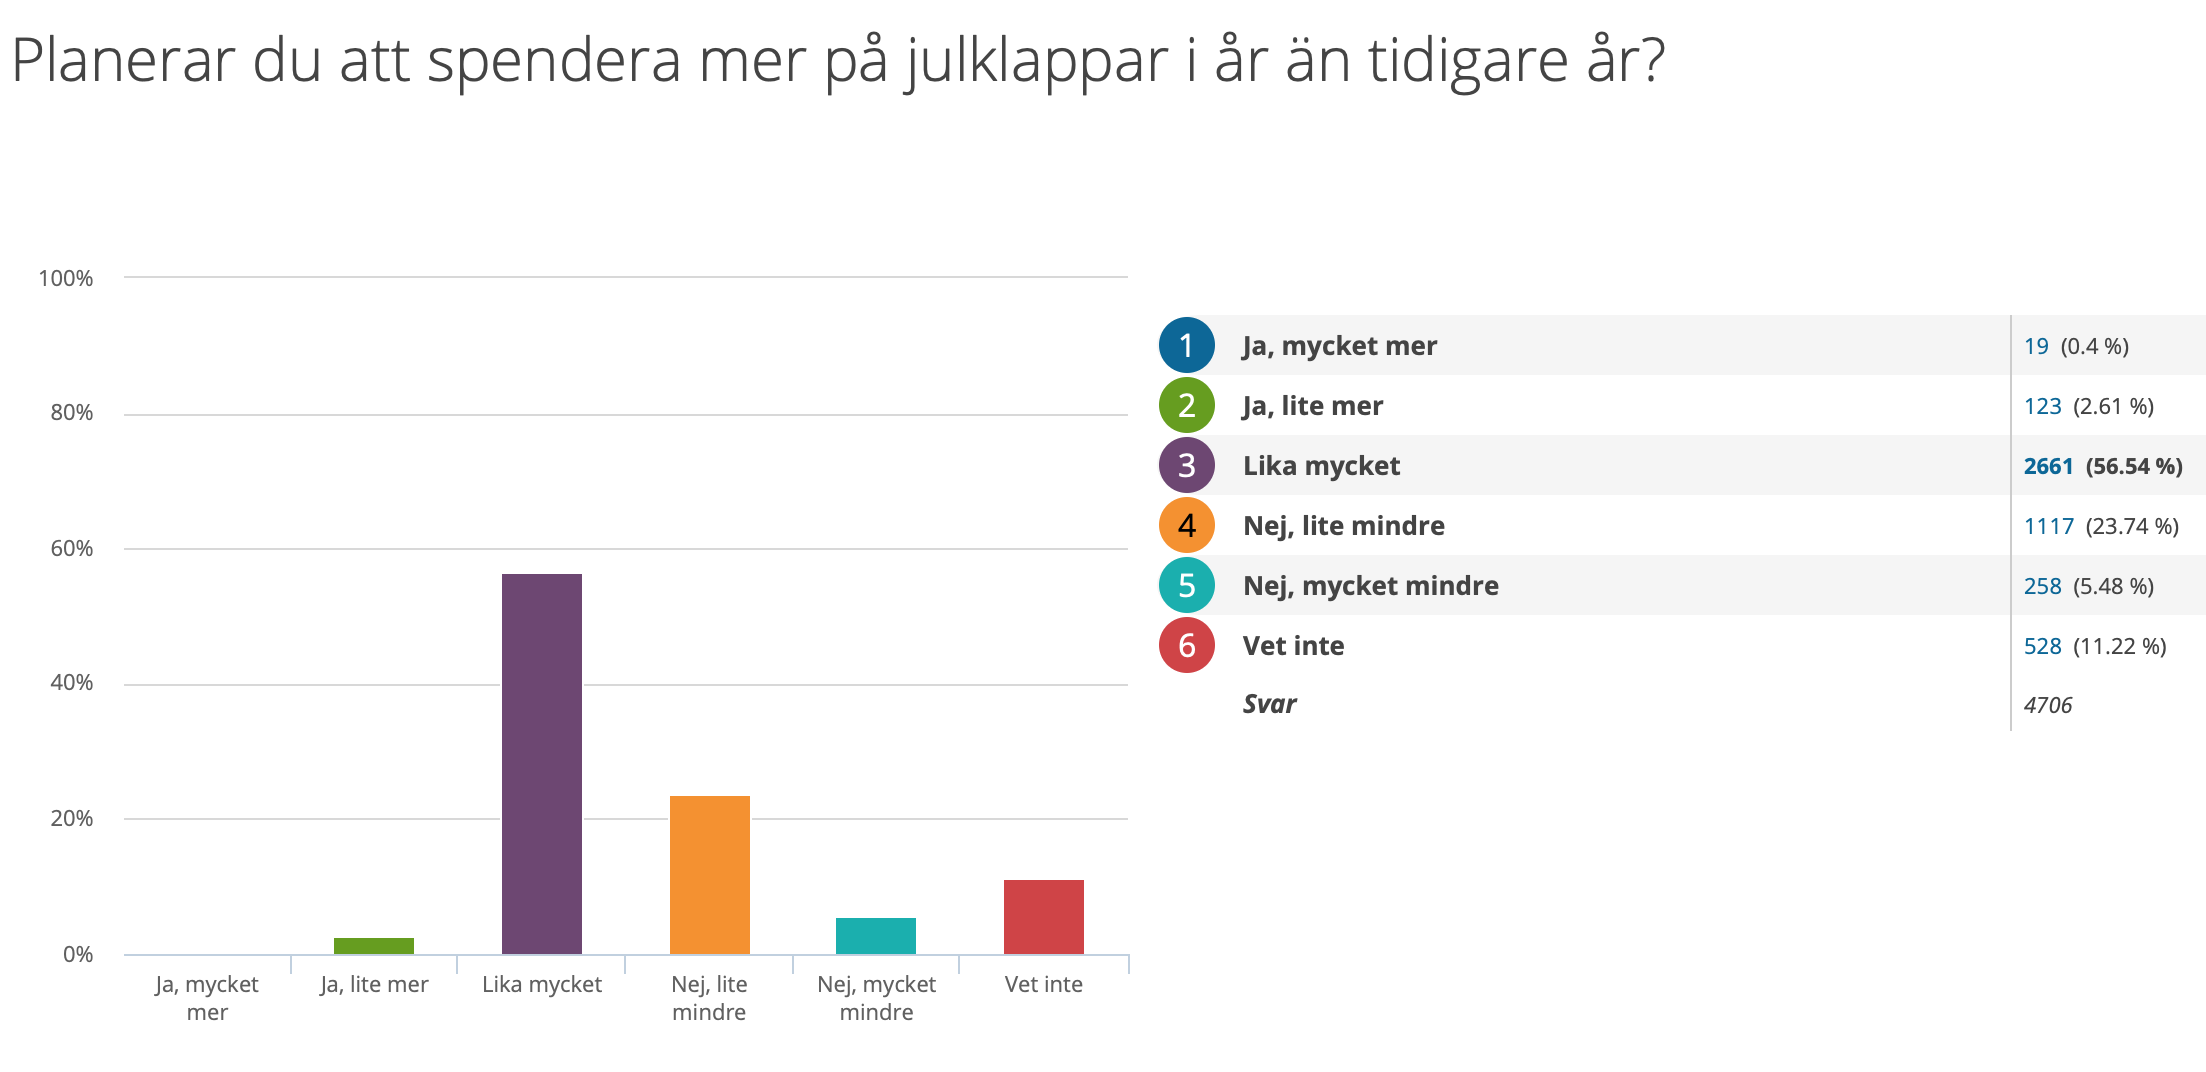 Planerar du att spendera mer på julklappar i år än tidigare år?
100%
80%
60%
40%
20%
0%
Ja, mycket
mer
Ja, lite mer
Lika mycket
Nej, lite
mindre
Nej, mycket
mindre
Vet inte
1 Ja, mycket mer 19 (0.4 %)
2 Ja, lite mer 123 (2.61 %)
3 Lika mycket 2661 (56.54 %)
4 Nej, lite mindre 1117 (23.74 %)
5 Nej, mycket mindre 258 (5.48 %)
6 Vet inte 528 (11.22 %)
Svar 4706